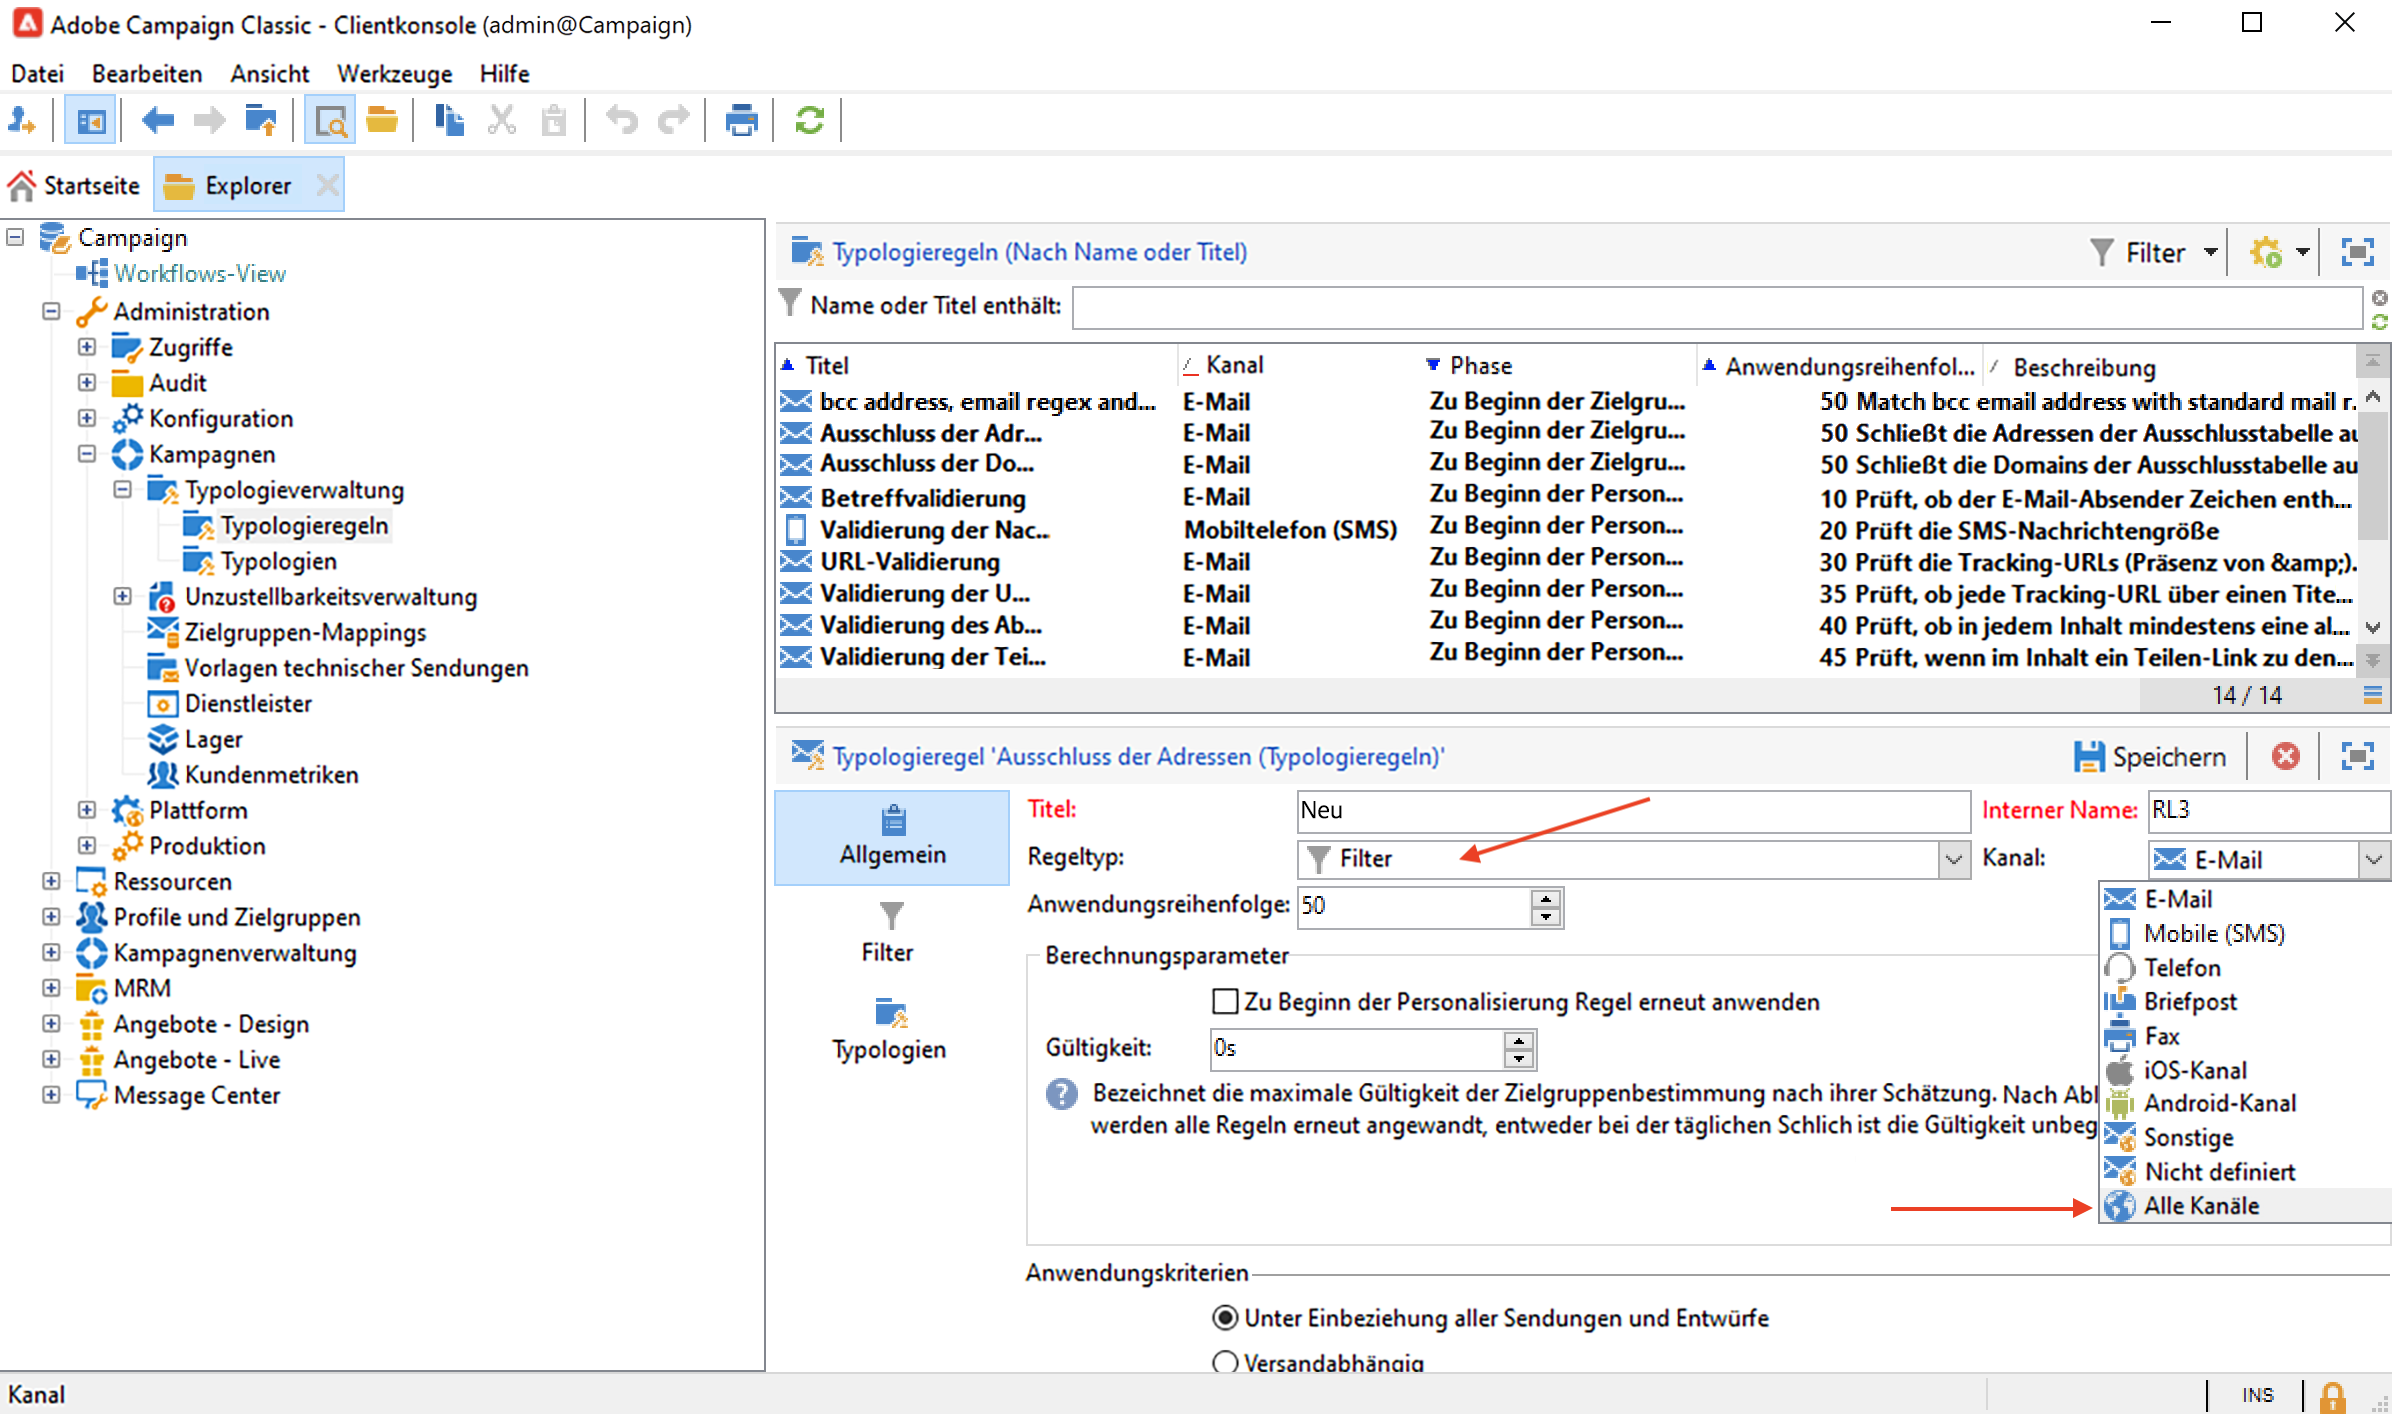 Adobe Campaign Classic - Clientkonsole (admin@Campaign)
Datei Bearbeiten Ansicht Werkzeuge Hilfe
Startseite Explorer
Campaign
Workflows-View
Administration
Zugriffe
Audit
Konfiguration
Kampagnen
Typologieverwaltung
Typologieregeln
Typologien
Unzustellbarkeitsverwaltung
Zielgruppen-Mappings
Vorlagen technischer Sendungen
Dienstleister
Lager
Kundenmetriken
Plattform
Produktion
Ressourcen
Profile und Zielgruppen
Kampagnenverwaltung
MRM
Angebote - Design
Angebote - Live
Message Center
Typologieregeln (Nach Name oder Titel) Filter
Name oder Titel enthält:
Titel Kanal Phase Anwendungsreihenfol... Beschreibung
bcc address, email regex and... E-Mail Zu Beginn der Zielgru... 50 Match bcc email address with standard mail r.
Ausschluss der Adr... E-Mail Zu Beginn der Zielgru... 50 Schließt die Adressen der Ausschlusstabelle au
Ausschluss der Do... E-Mail Zu Beginn der Zielgru... 50 Schließt die Domains der Ausschlusstabelle au
Betreffvalidierung E-Mail Zu Beginn der Person... 10 Prüft, ob der E-Mail-Absender Zeichen enth...
Validierung der Nac.. Mobiltelefon (SMS) Zu Beginn der Person... 20 Prüft die SMS-Nachrichtengröße
URL-Validierung E-Mail Zu Beginn der Person... 30 Prüft die Tracking-URLs (Präsenz von &amp;).
Validierung der U... E-Mail Zu Beginn der Person... 35 Prüft, ob jede Tracking-URL über einen Tite...
Validierung des Ab... E-Mail Zu Beginn der Person... 40 Prüft, ob in jedem Inhalt mindestens eine al...
Validierung der Tei... E-Mail Zu Beginn der Person... 45 Prüft, wenn im Inhalt ein Teilen-Link zu den...
14 / 14
Typologieregel 'Ausschluss der Adressen (Typologieregeln)' Speichern
Allgemein
Filter
Typologien
Titel: Neu Interner Name: RL3
Regeltyp: Filter Kanal: E-Mail
Anwendungsreihenfolge: 50
E-Mail
Mobile (SMS)
Telefon
Briefpost
Fax
iOS-Kanal
Android-Kanal
Sonstige
Nicht definiert
Alle Kanäle
Berechnungsparameter
Zu Beginn der Personalisierung Regel erneut anwenden
Gültigkeit: 0s
Bezeichnet die maximale Gültigkeit der Zielgruppenbestimmung nach ihrer Schätzung. Nach Abl
werden alle Regeln erneut angewandt, entweder bei der täglichen Schlich ist die Gültigkeit unbeg
Anwendungskriterien
Unter Einbeziehung aller Sendungen und Entwürfe
Versandabhängig
Kanal INS